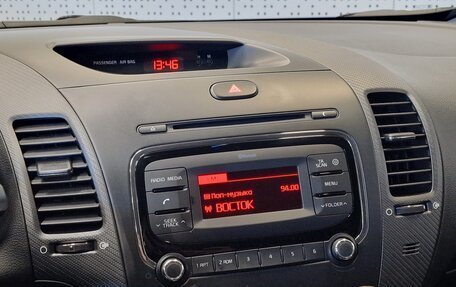 PASSENGER AIR BAG
13:46
H M
RADIO MEDIA
TA
SCAN
MENU
SEEK
TRACK
FOLDER
Поп-музыка 94.00
ВОСТОК
1 RPT 2 RDM 3 4 5 6